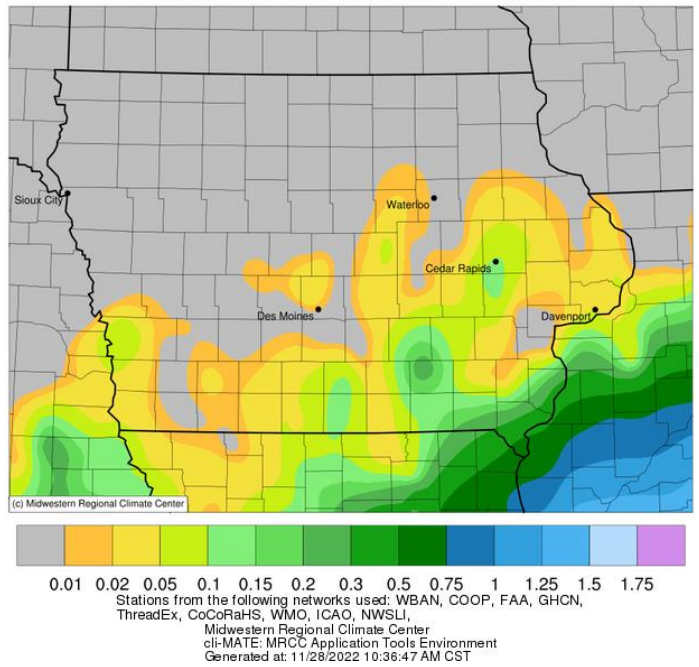 Sioux City
Waterloo
Cedar Rapids
Des Moines
Davenport
(c) Midwestern Regional Climate Center
0.01 0.02 0.05 0.1 0.15 0.2 0.3 0.5 0.75 1 1.25 1.5 1.75
Stations from the following networks used: WBAN, COOP, FAA, GHCN,
ThreadEx, CoCoRaHS, WMO, ICAO, NWSLI,
Midwestern Regional Climate Center
cli-MATE: MRCC Application Tools Environment
Generated at: 11/28/2022 10:36:47 AM CST